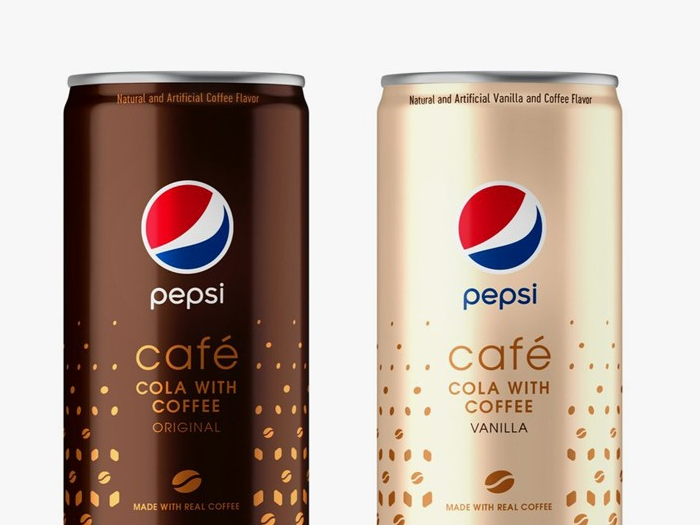 Natural and Artificial Coffee Flavor
pepsi
café
COLA WITH
COFFEE
ORIGINAL
MADE WITH REAL COFFEE
Natural and Artificial Vanilla and Coffee Flavor
pepsi
café
COLA WITH
COFFEE
VANILLA
MADE WITH REAL COFFEE